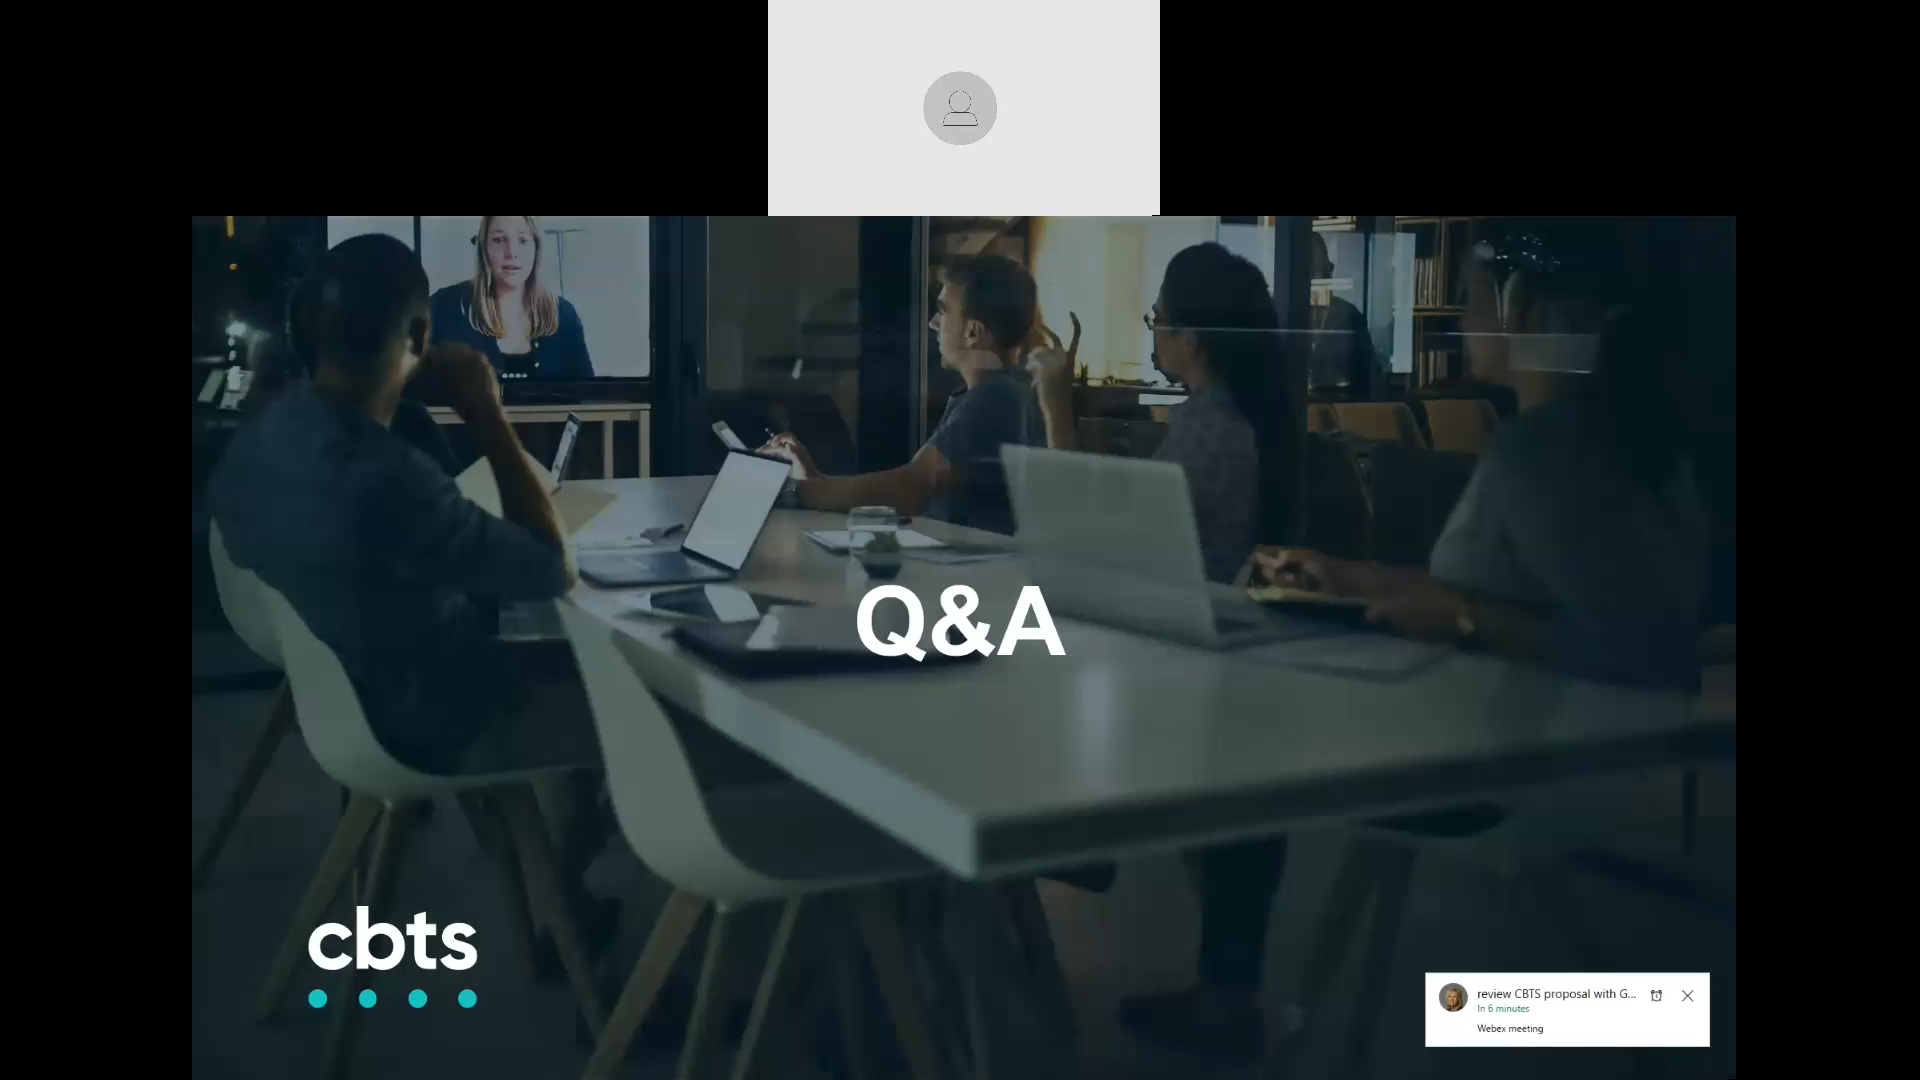 Q&A
cbts
review CBTS proposal with G...
In 6 minutes
Webex meeting